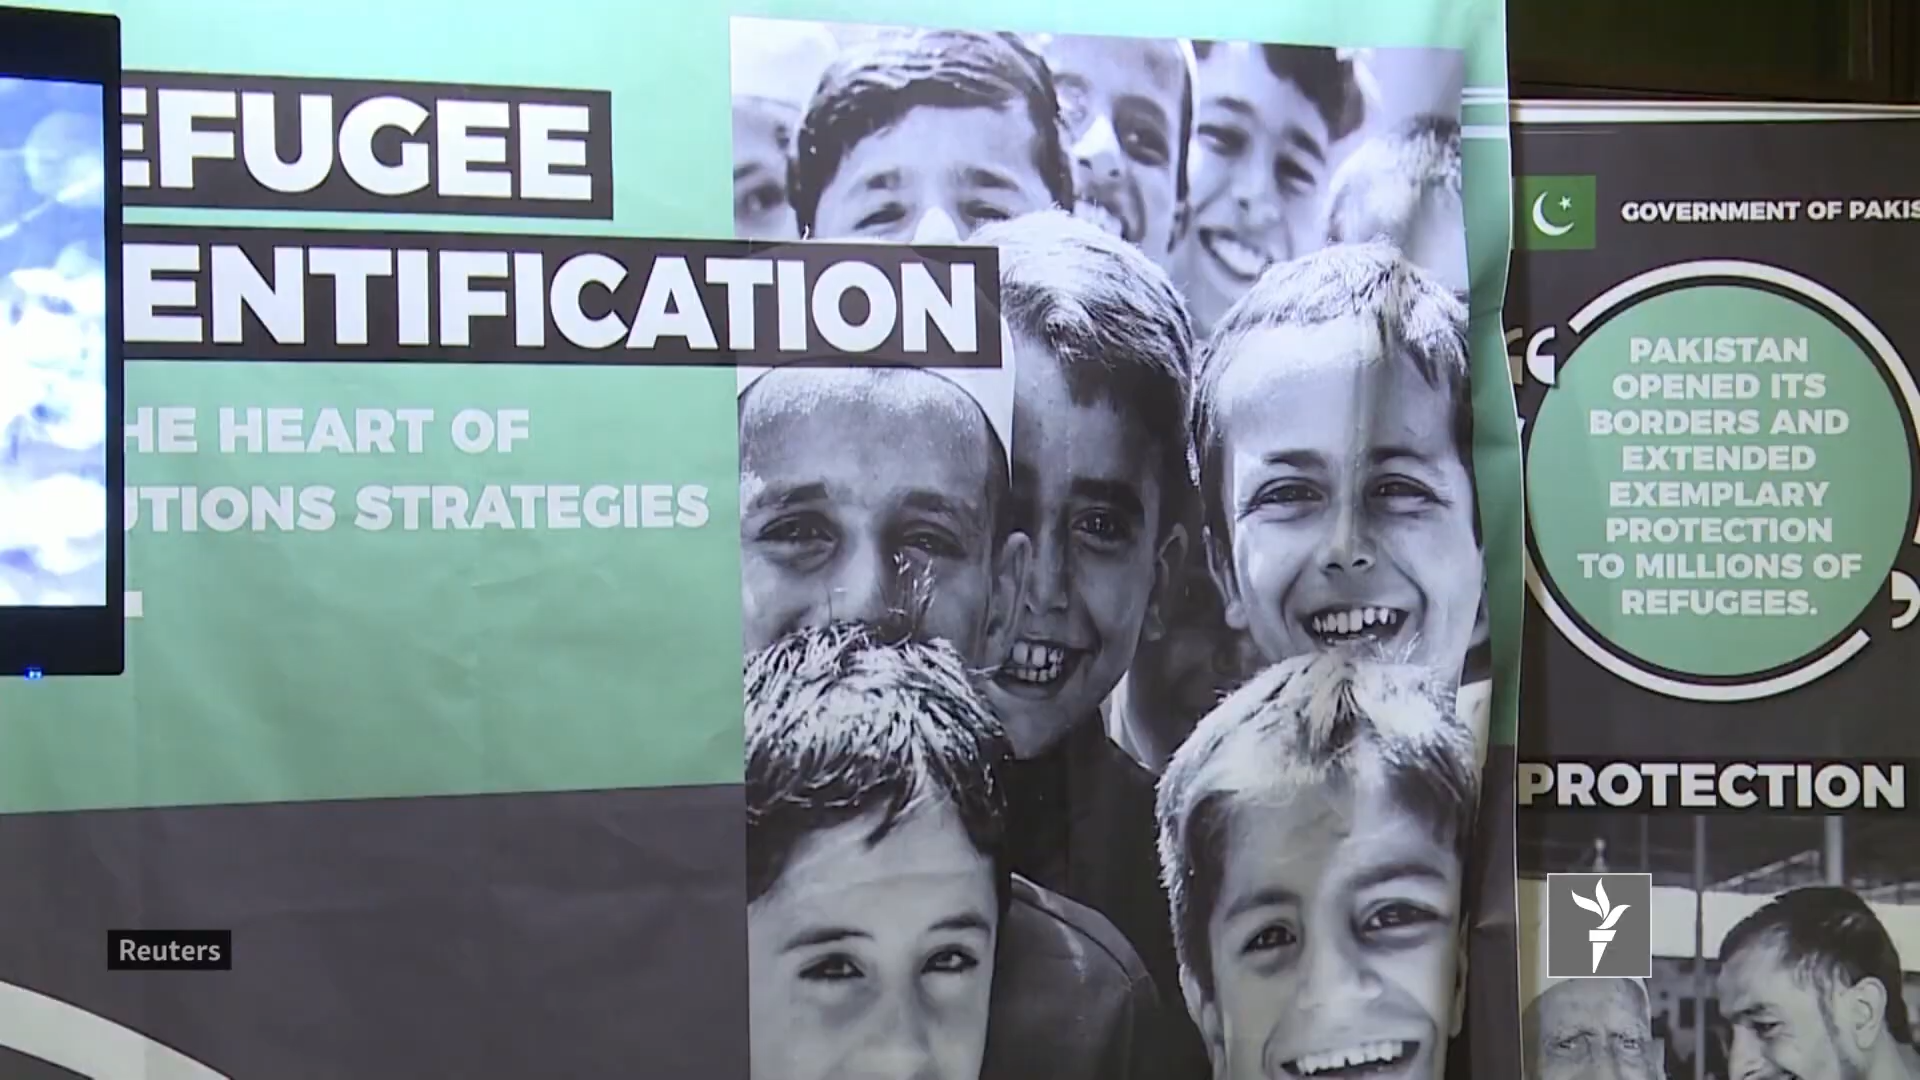 EFUGEE
ENTIFICATION
HE HEART OF
UTIONS STRATEGIES
GOVERNMENT OF PAKIS
“
PAKISTAN
OPENED ITS
BORDERS AND
EXTENDED
EXEMPLARY
PROTECTION
TO MILLIONS OF
REFUGEES.
”
PROTECTION
Reuters